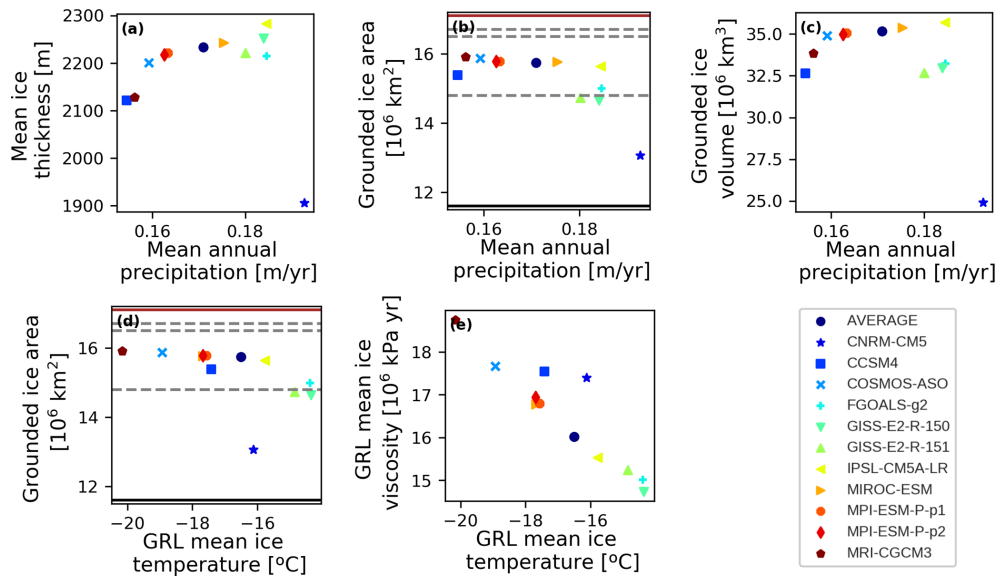 (a)
2300
2200
2100
2000
1900
Mean ice
thickness [m]
0.16
0.18
Mean annual
precipitation [m/yr]
(b)
16
14
12
Grounded ice area
[10⁶ km²]
0.16
0.18
Mean annual
precipitation [m/yr]
(c)
35.0
32.5
30.0
27.5
25.0
Grounded ice
volume [10⁶ km³]
0.16
0.18
Mean annual
precipitation [m/yr]
(d)
16
14
12
Grounded ice area
[10⁶ km²]
−20
−18
−16
GRL mean ice
temperature [ºC]
(e)
18
17
16
15
GRL mean ice
viscosity [10⁶ kPa yr]
−20
−18
−16
GRL mean ice
temperature [ºC]
AVERAGE
CNRM-CM5
CCSM4
COSMOS-ASO
FGOALS-g2
GISS-E2-R-150
GISS-E2-R-151
IPSL-CM5A-LR
MIROC-ESM
MPI-ESM-P-p1
MPI-ESM-P-p2
MRI-CGCM3